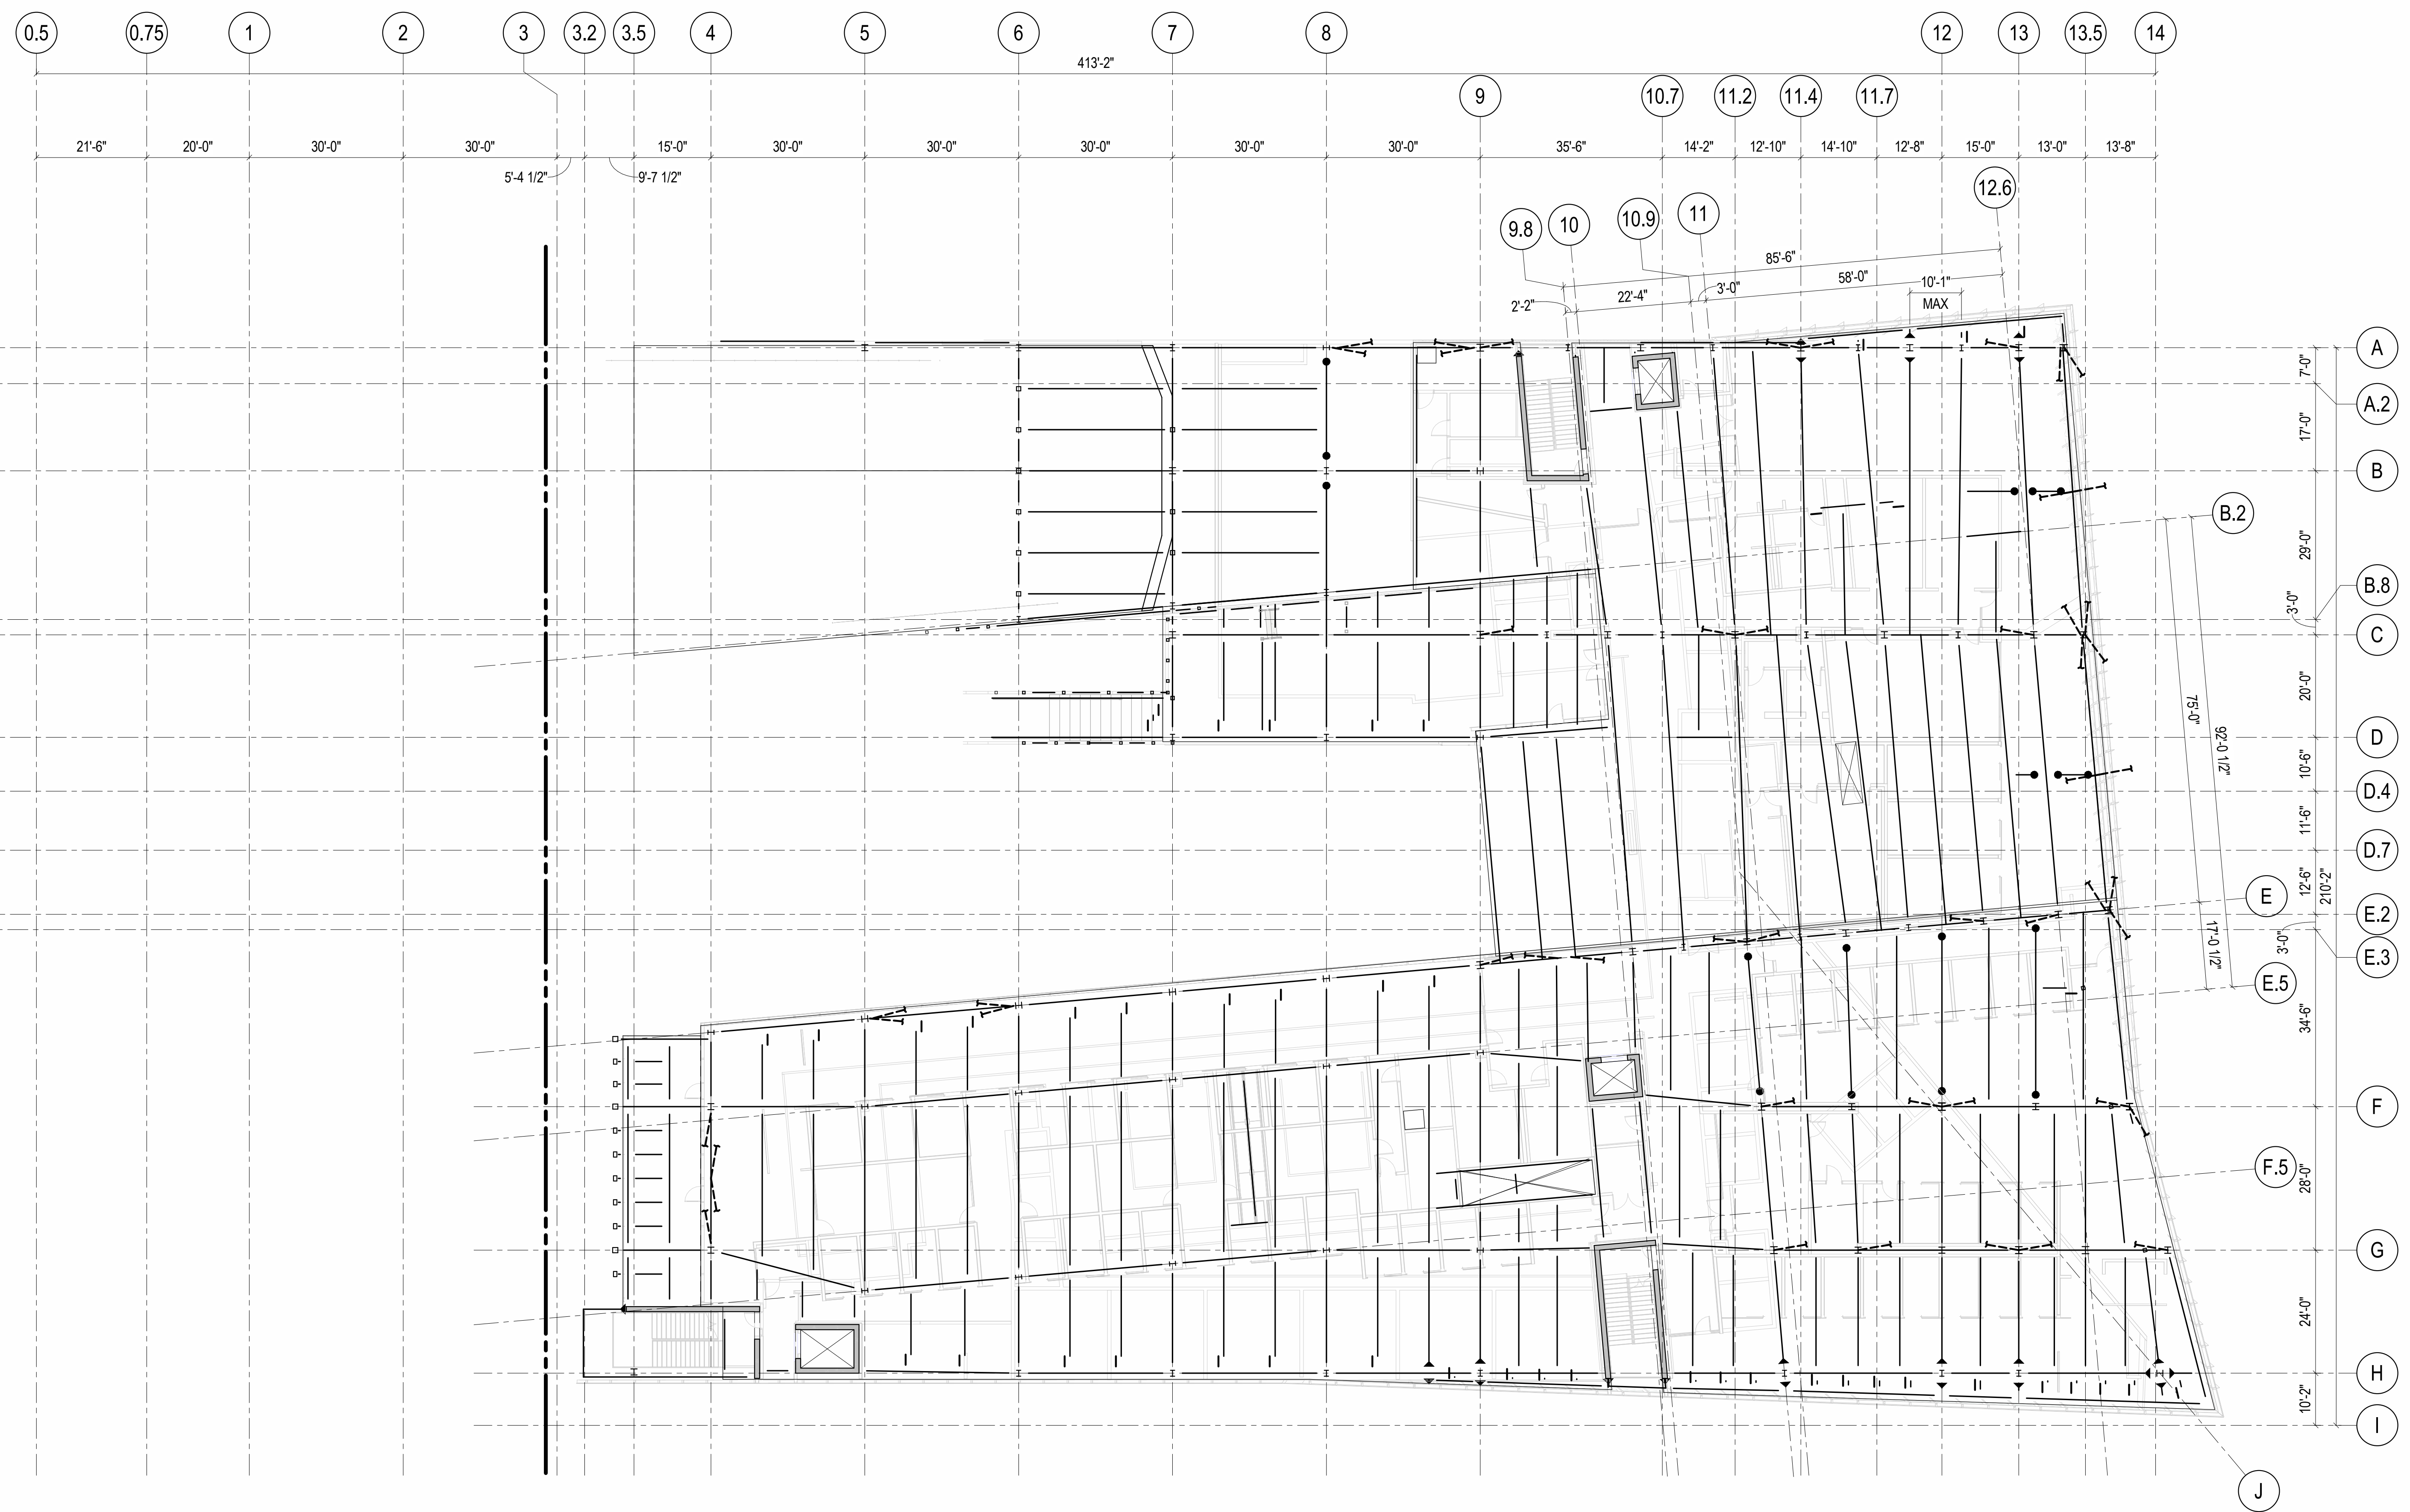 0.5 0.75 1 2 3 3.2 3.5 4 5 6 7 8 12 13 13.5 14
413'-2"
9 10.7 11.2 11.4 11.7
21'-6" 20'-0" 30'-0" 30'-0" 15'-0" 30'-0" 30'-0" 30'-0" 30'-0" 30'-0" 35'-6" 14'-2" 12'-10" 14'-10" 12'-8" 15'-0" 13'-0" 13'-8"
5'-4 1/2" 9'-7 1/2"
12.6
9.8 10 10.9 11
85'-6"
58'-0" 10'-1"
MAX
2'-2" 22'-4" 3'-0"
A
7'-0"
A.2
17'-0"
B
B.2
29'-0"
B.8
3'-0"
C
20'-0"
75'-0"
92'-0 1/2"
D
10'-6"
D.4
11'-6"
D.7
12'-6"
210'-2"
E
E.2
17'-0 1/2"
3'-0"
E.3
E.5
34'-6"
F
F.5
28'-0"
G
24'-0"
H
10'-2"
I
J